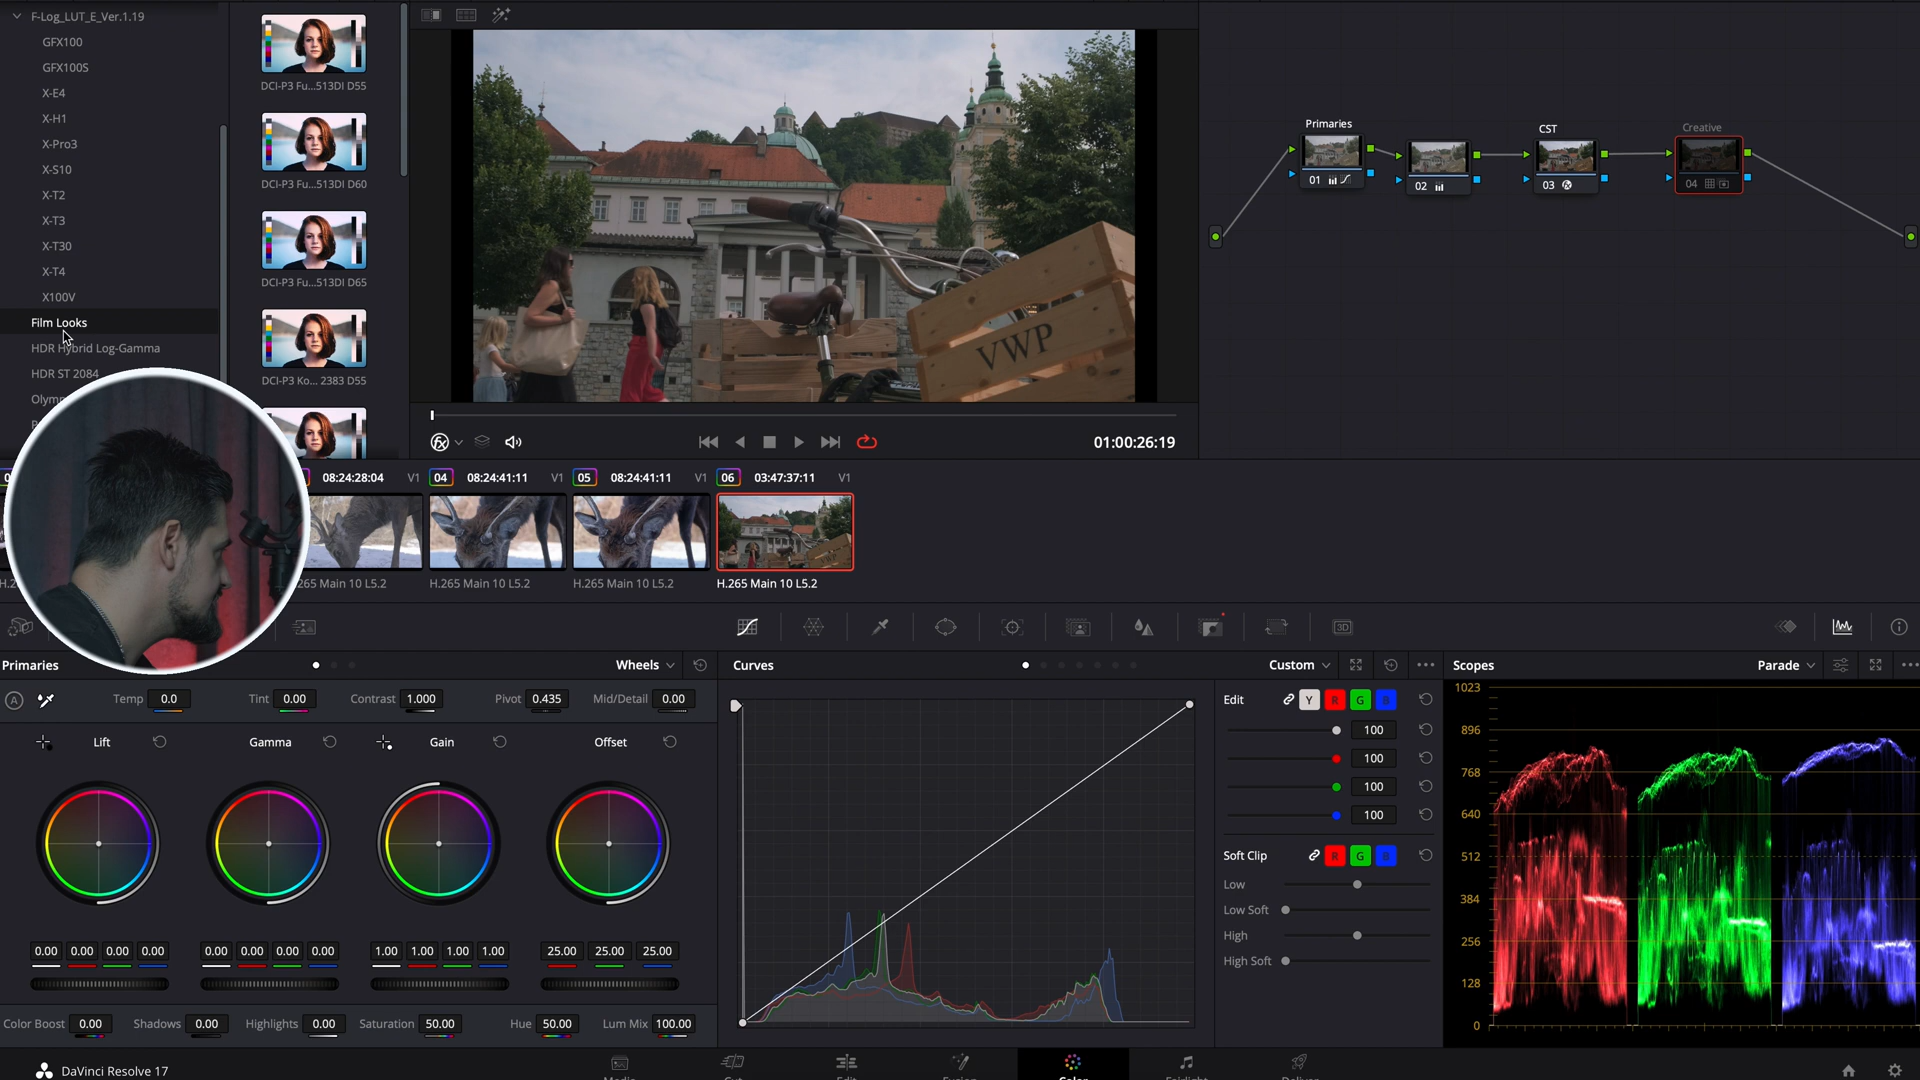 F-Log_LUT_E_Ver.1.19
GFX100
GFX100S
X-E4
X-H1
X-Pro3
X-S10
X-T2
X-T3
X-T30
X-T4
X100V
Film Looks
HDR Hybrid Log-Gamma
HDR ST 2084
DCI-P3 Fu...513DI D55
DCI-P3 Fu...513DI D60
DCI-P3 Fu...513DI D65
DCI-P3 Ko... 2383 D55
VWP
01:00:26:19
Primaries
01
02
CST
03
Creative
04
08:24:28:04 V1
04 08:24:41:11 V1
05 08:24:41:11 V1
06 03:47:37:11 V1
265 Main 10 L5.2
H.265 Main 10 L5.2
H.265 Main 10 L5.2
H.265 Main 10 L5.2
3D
Primaries
Wheels
A
Temp 0.0
Tint 0.00
Contrast 1.000
Pivot 0.435
Mid/Detail 0.00
Lift
Gamma
Gain
Offset
0.00 0.00 0.00 0.00
0.00 0.00 0.00 0.00
1.00 1.00 1.00 1.00
25.00 25.00 25.00
Color Boost 0.00
Shadows 0.00
Highlights 0.00
Saturation 50.00
Hue 50.00
Lum Mix 100.00
Curves
Custom
Edit Y R G B
100
100
100
100
Soft Clip R G B
Low
Low Soft
High
High Soft
Scopes
Parade
1023
896
768
640
512
384
256
128
0
DaVinci Resolve 17